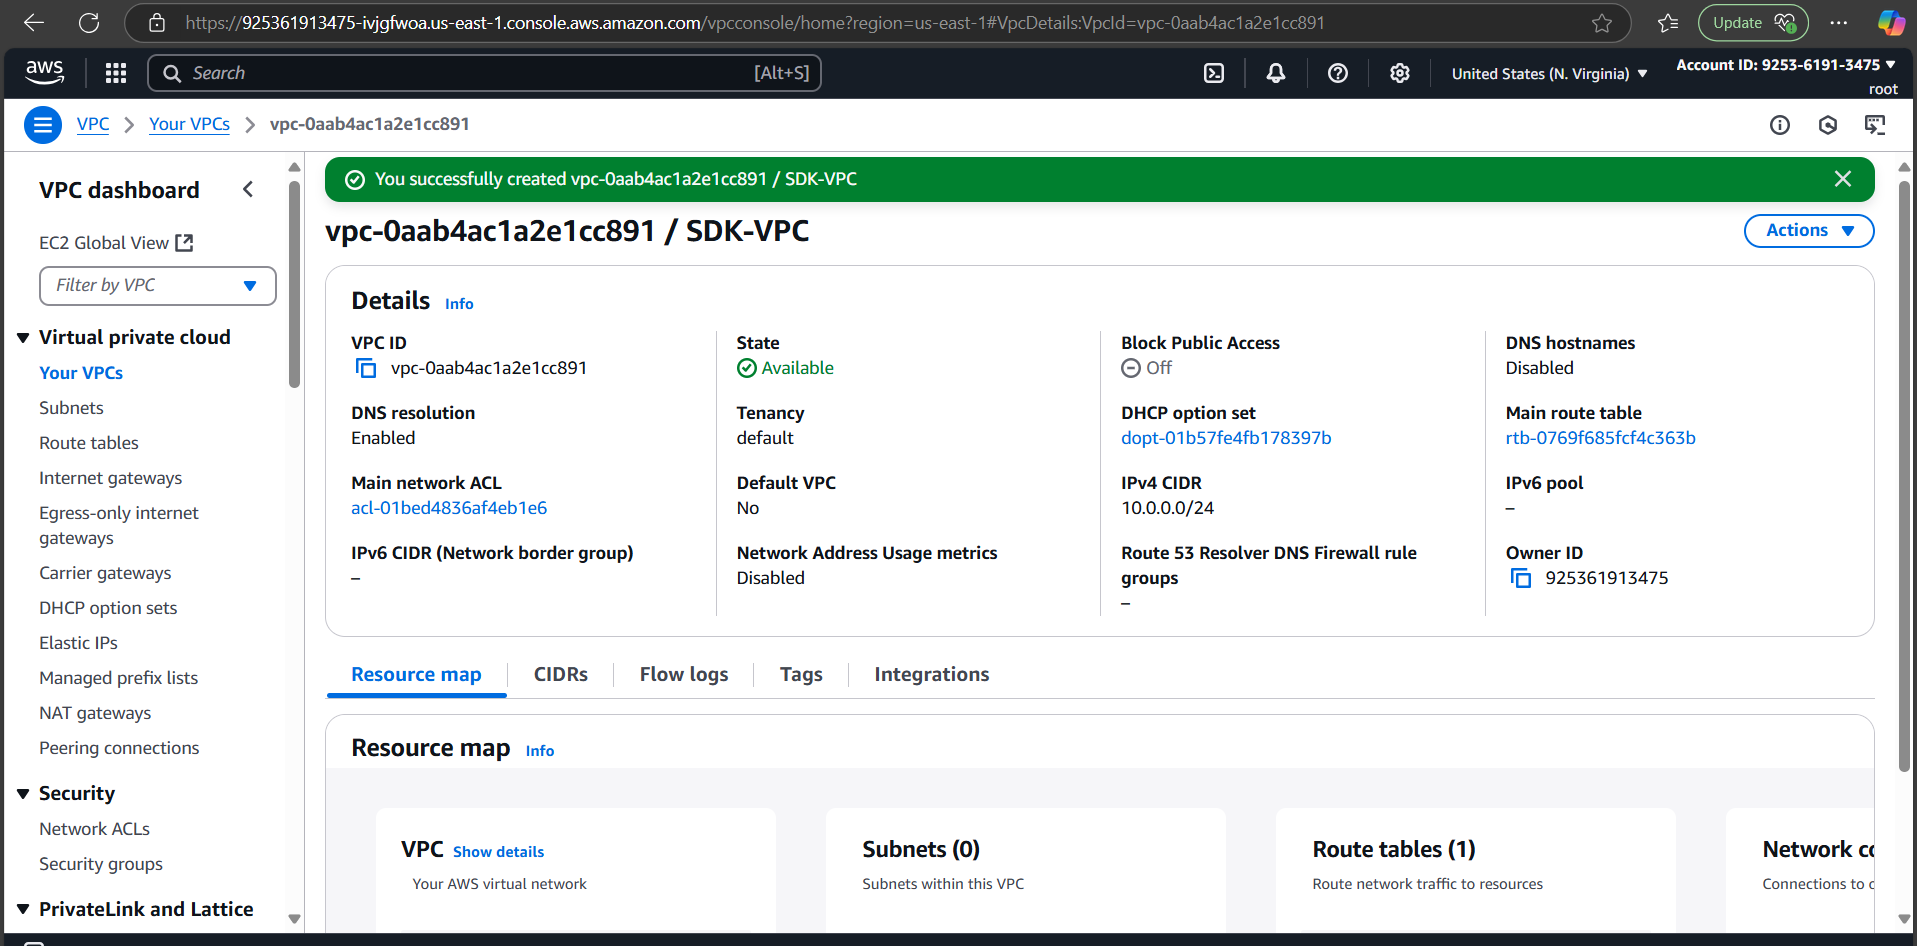 https://925361913475-ivjgfwoa.us-east-1.console.aws.amazon.com/vpcconsole/home?region=us-east-1#VpcDetails:VpcId=vpc-0aab4ac1a2e1cc891
Update
aws
Search
[Alt+S]
United States (N. Virginia)
Account ID: 9253-6191-3475
root
VPC
Your VPCs
vpc-0aab4ac1a2e1cc891
VPC dashboard
EC2 Global View
Filter by VPC
Virtual private cloud
Your VPCs
Subnets
Route tables
Internet gateways
Egress-only internet
gateways
Carrier gateways
DHCP option sets
Elastic IPs
Managed prefix lists
NAT gateways
Peering connections
Security
Network ACLs
Security groups
PrivateLink and Lattice
You successfully created vpc-0aab4ac1a2e1cc891 / SDK-VPC
vpc-0aab4ac1a2e1cc891 / SDK-VPC
Actions
Details Info
VPC ID
vpc-0aab4ac1a2e1cc891
State
Available
Block Public Access
Off
DNS hostnames
Disabled
DNS resolution
Enabled
Tenancy
default
DHCP option set
dopt-01b57fe4fb178397b
Main route table
rtb-0769f685fcf4c363b
Main network ACL
acl-01bed4836af4eb1e6
Default VPC
No
IPv4 CIDR
10.0.0.0/24
IPv6 pool
–
IPv6 CIDR (Network border group)
–
Network Address Usage metrics
Disabled
Route 53 Resolver DNS Firewall rule
groups
–
Owner ID
925361913475
Resource map
CIDRs
Flow logs
Tags
Integrations
Resource map Info
VPC Show details
Your AWS virtual network
Subnets (0)
Subnets within this VPC
Route tables (1)
Route network traffic to resources
Network
Connections to